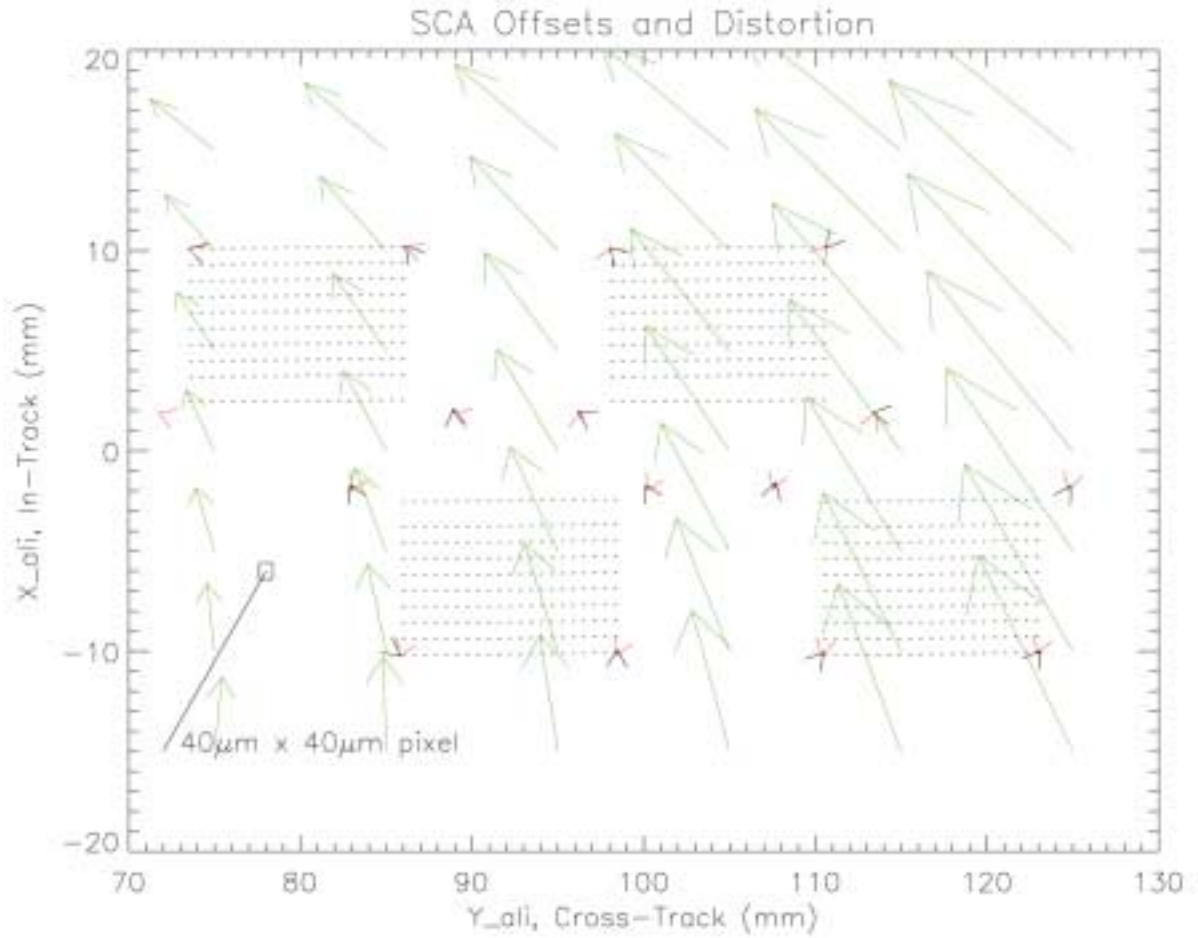 SCA Offsets and Distortion
20
10
0
-10
-20
X_ali, In-Track (mm)
40μm x 40μm pixel
70 80 90 100 110 120 130
Y_ali, Cross-Track (mm)